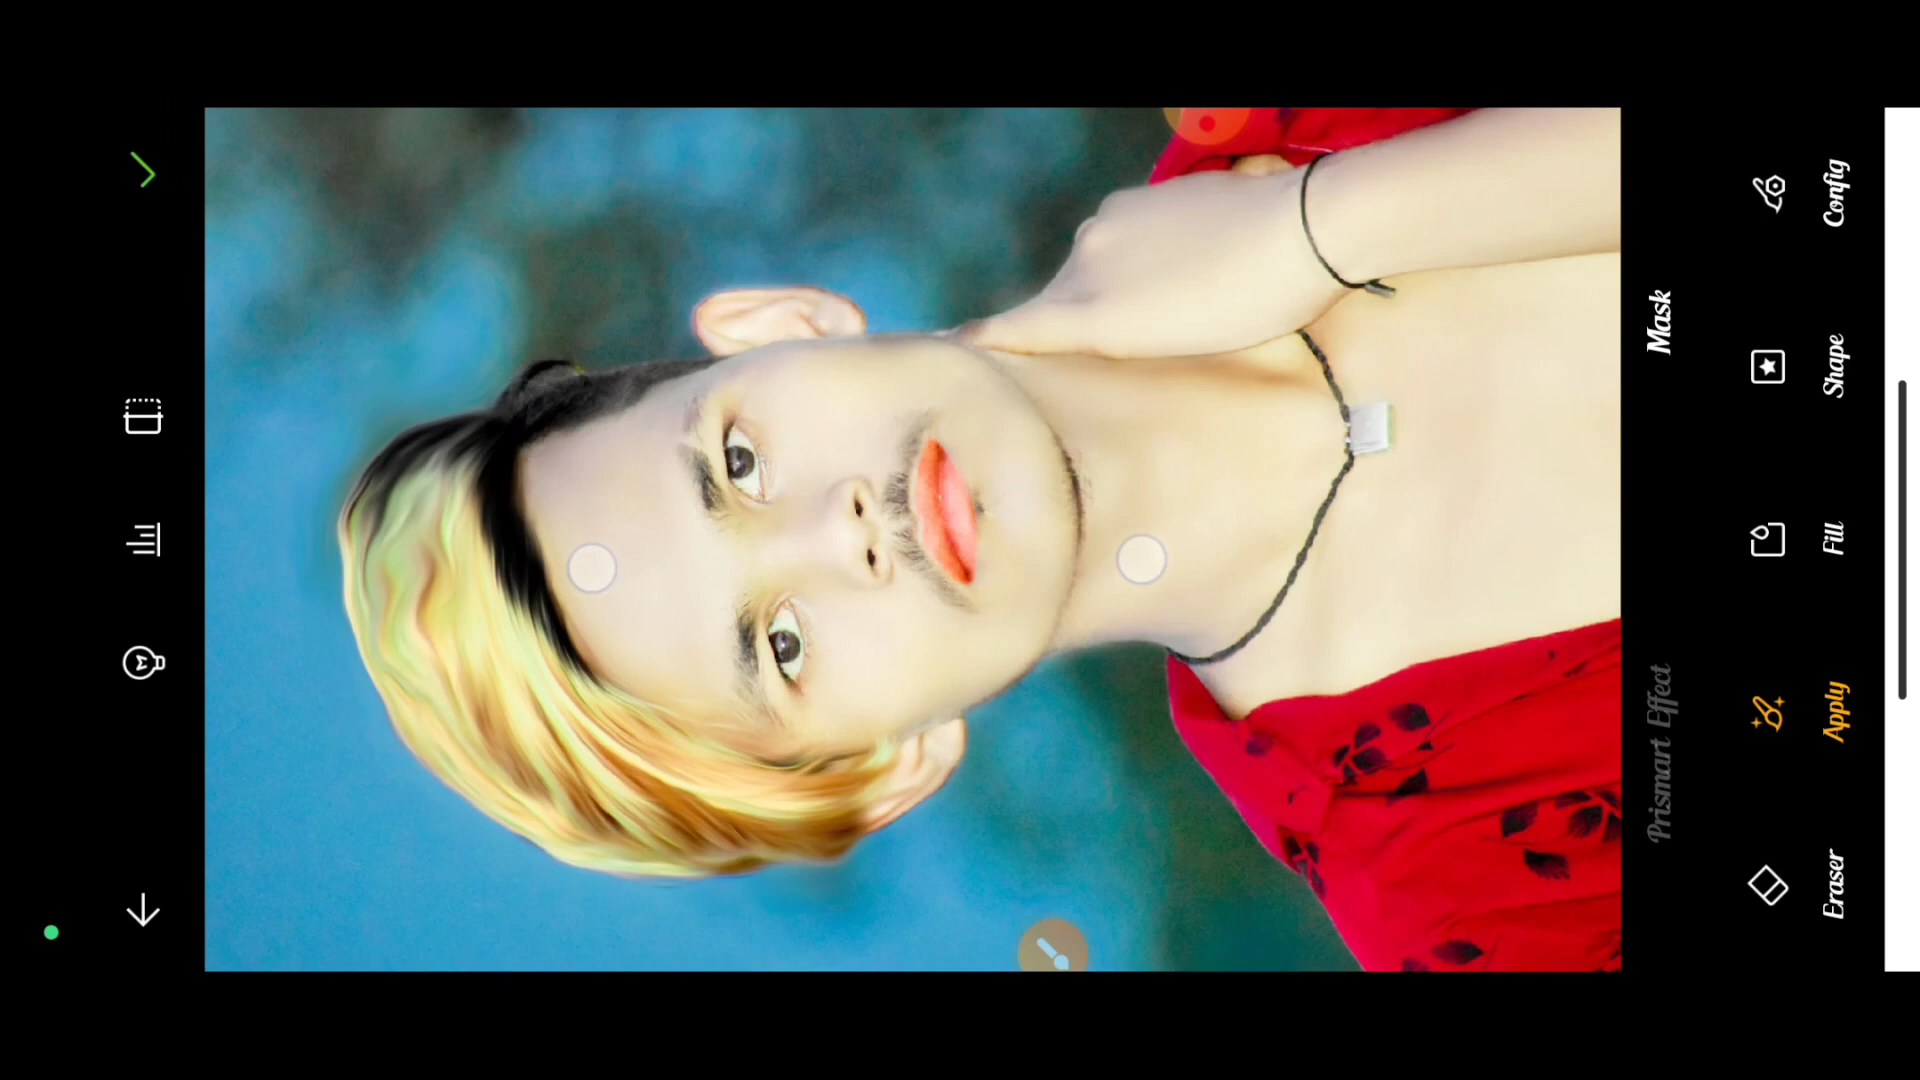 Prismart Effect
Mask
Eraser
Apply
Fill
Shape
Config